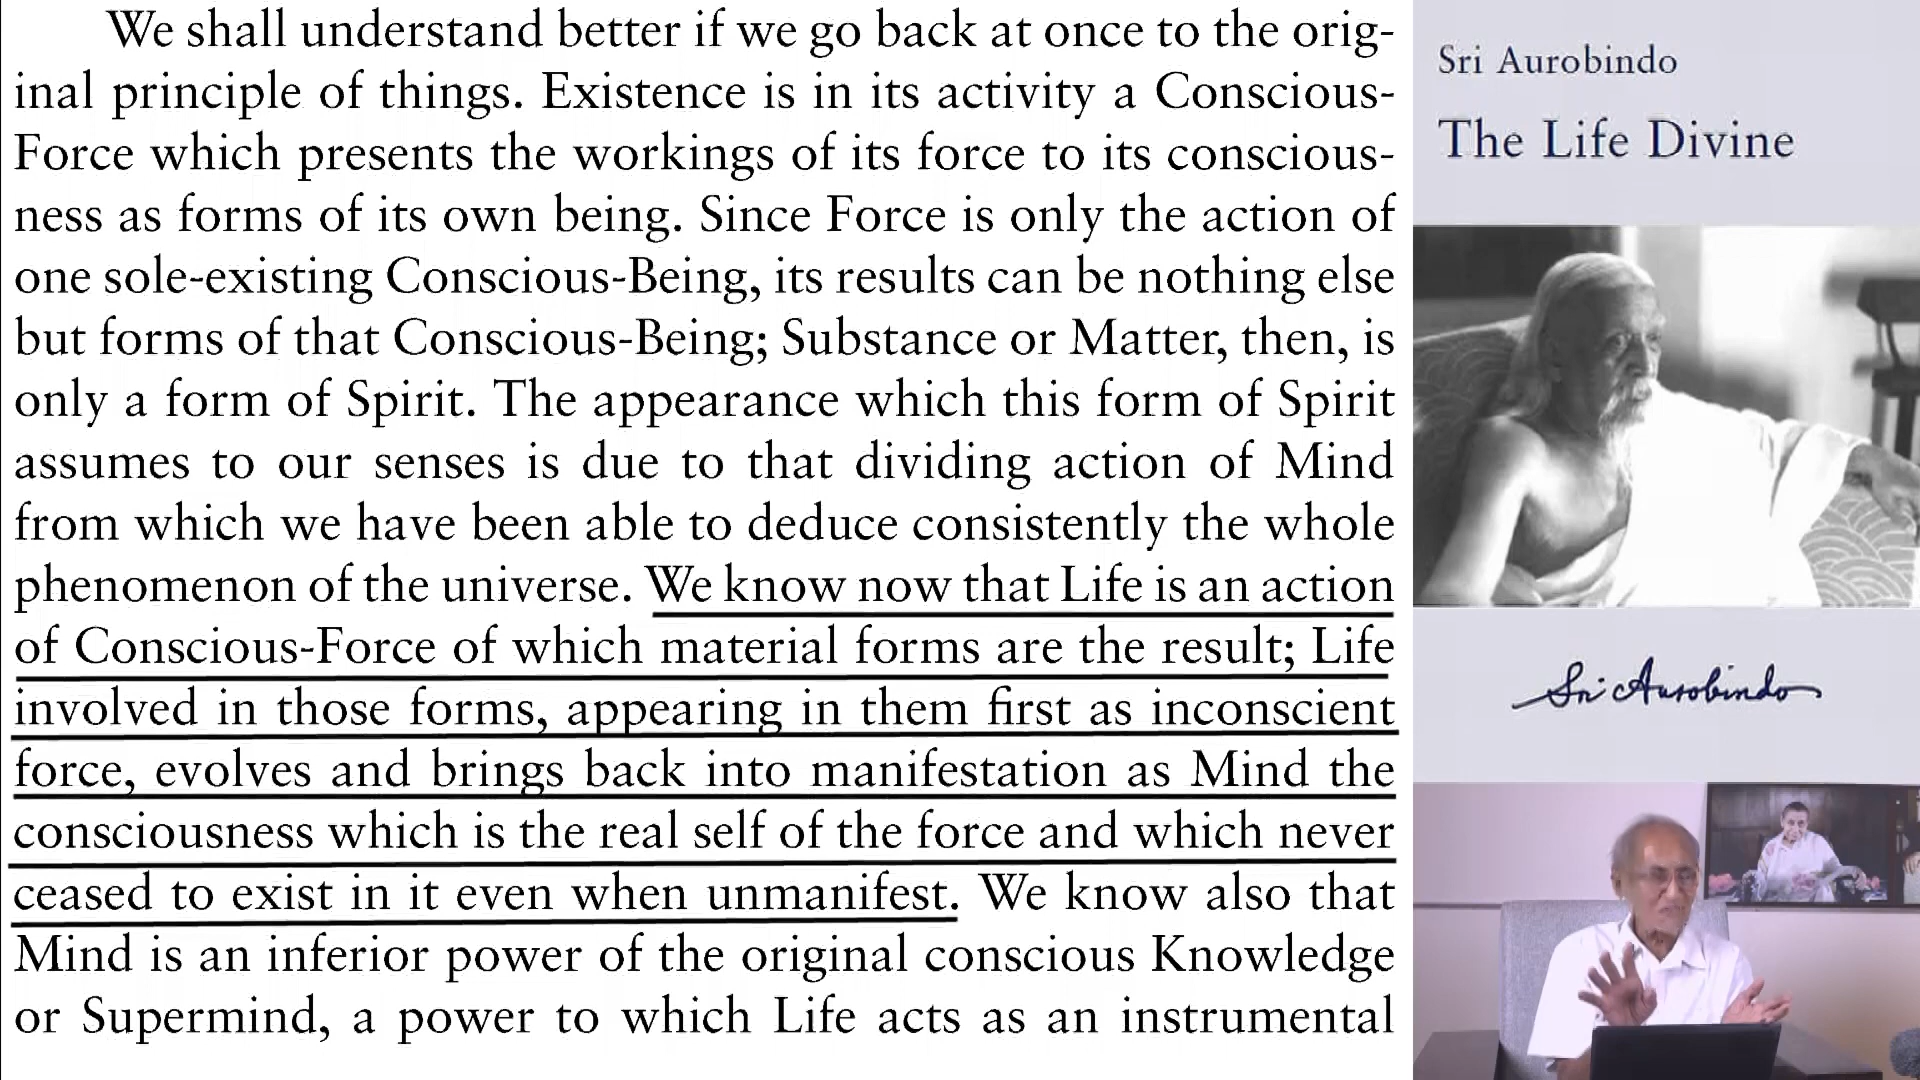 We shall understand better if we go back at once to the orig-
inal principle of things. Existence is in its activity a Conscious-
Force which presents the workings of its force to its conscious-
ness as forms of its own being. Since Force is only the action of
one sole-existing Conscious-Being, its results can be nothing else
but forms of that Conscious-Being; Substance or Matter, then, is
only a form of Spirit. The appearance which this form of Spirit
assumes to our senses is due to that dividing action of Mind
from which we have been able to deduce consistently the whole
phenomenon of the universe. We know now that Life is an action
of Conscious-Force of which material forms are the result; Life
involved in those forms, appearing in them first as inconscient
force, evolves and brings back into manifestation as Mind the
consciousness which is the real self of the force and which never
ceased to exist in it even when unmanifest. We know also that
Mind is an inferior power of the original conscious Knowledge
or Supermind, a power to which Life acts as an instrumental
Sri Aurobindo
The Life Divine
Sri Aurobindo